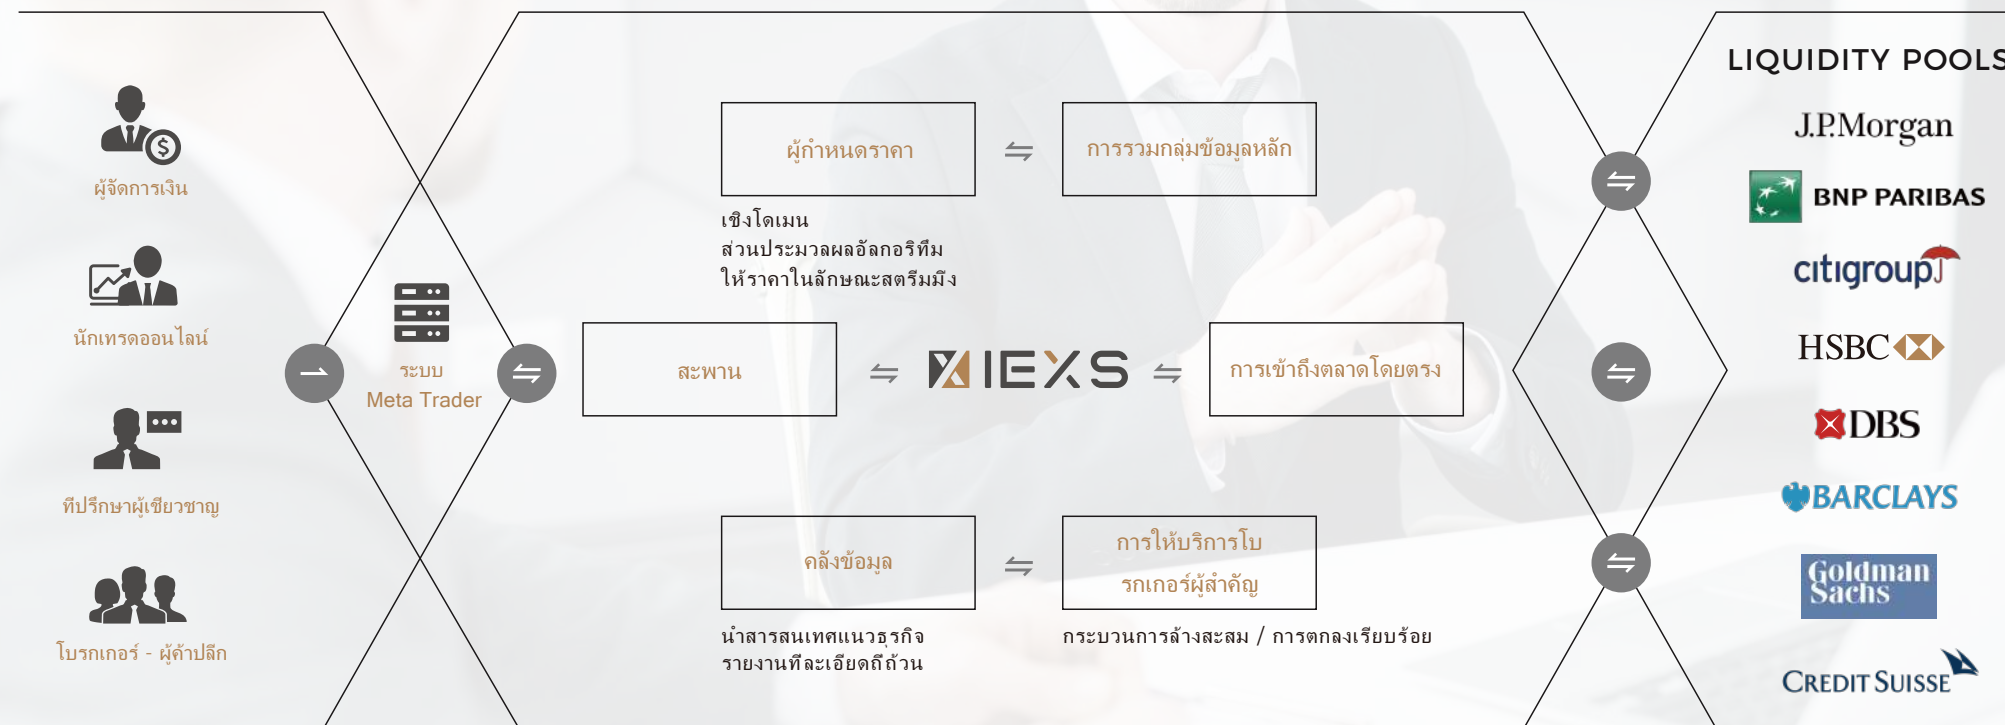 ผู้จัดการเงิน
นักเทรดออนไลน์
ที่ปรึกษาผู้เชี่ยวชาญ
โบรกเกอร์ - ผู้ค้าปลีก
ระบบ
Meta Trader
ผู้กำหนดราคา
การรวมกลุ่มข้อมูลหลัก
เชิงโดเมน
ส่วนประมวลผลอัลกอริทึม
ให้ราคาในลักษณะสตรีมมิ่ง
สะพาน
IEXS
การเข้าถึงตลาดโดยตรง
คลังข้อมูล
การให้บริการโบ
รกเกอร์ผู้สำคัญ
นำสารสนเทศแนวธุรกิจ
รายงานที่ละเอียดถี่ถ้วน
กระบวนการล้างสะสม / การตกลงเรียบร้อย
LIQUIDITY POOLS
J.P.Morgan
BNP PARIBAS
citigroup
HSBC
DBS
BARCLAYS
Goldman
Sachs
CREDIT SUISSE